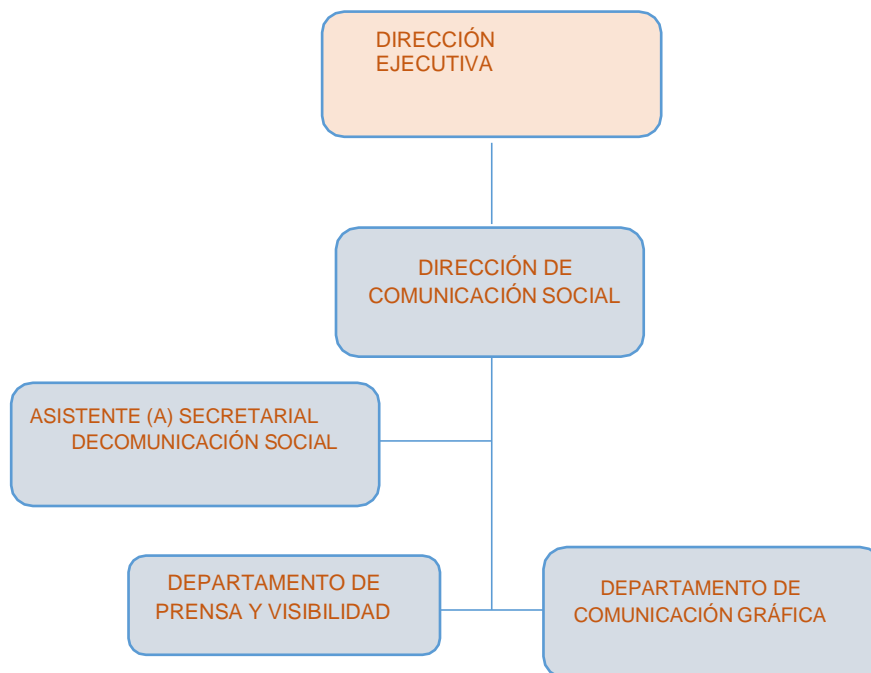 DIRECCIÓN
EJECUTIVA
DIRECCIÓN DE
COMUNICACIÓN SOCIAL
ASISTENTE (A) SECRETARIAL
DECOMUNICACIÓN SOCIAL
DEPARTAMENTO DE
PRENSA Y VISIBILIDAD
DEPARTAMENTO DE
COMUNICACIÓN GRÁFICA